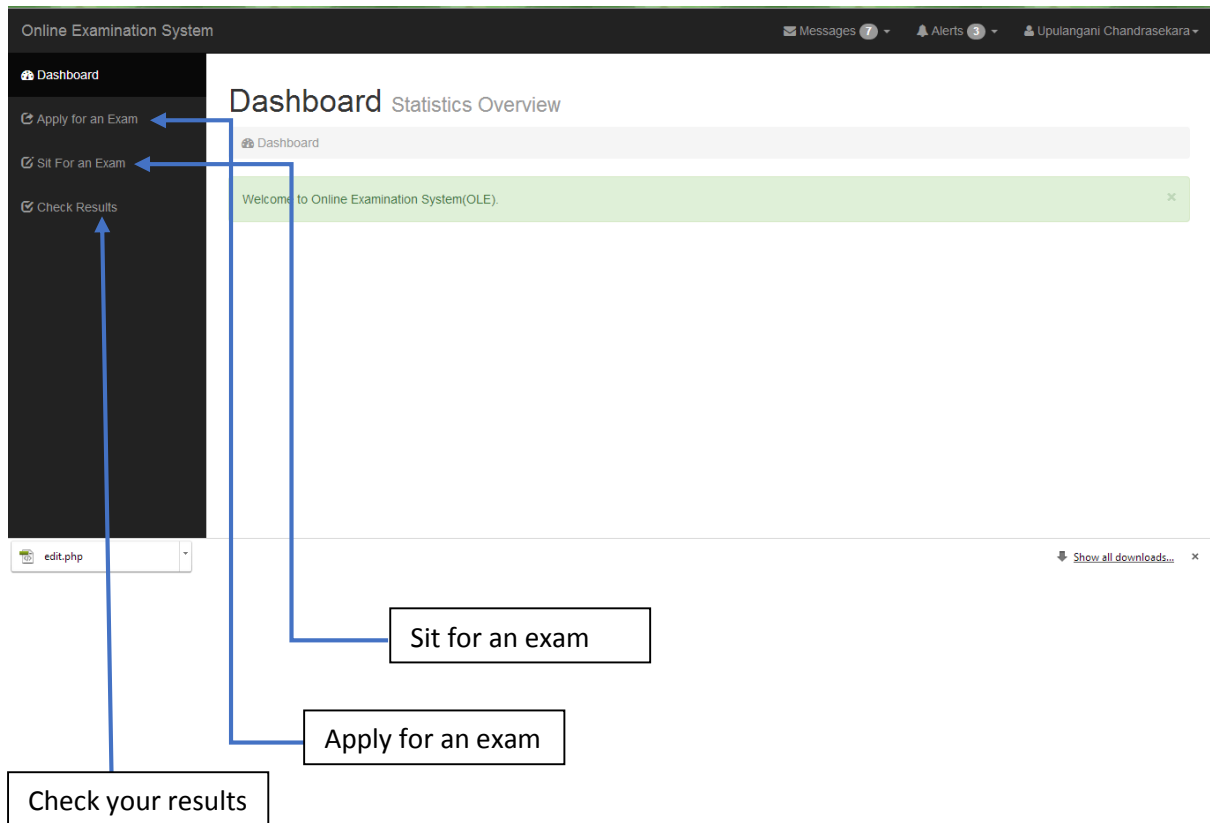 Online Examination System
Messages 7
Alerts 3
Upulangani Chandrasekara
Dashboard
Apply for an Exam
Sit For an Exam
Check Results
Dashboard Statistics Overview
Dashboard
Welcome to Online Examination System(OLE).
×
edit.php
Show all downloads...
×
Sit for an exam
Apply for an exam
Check your results